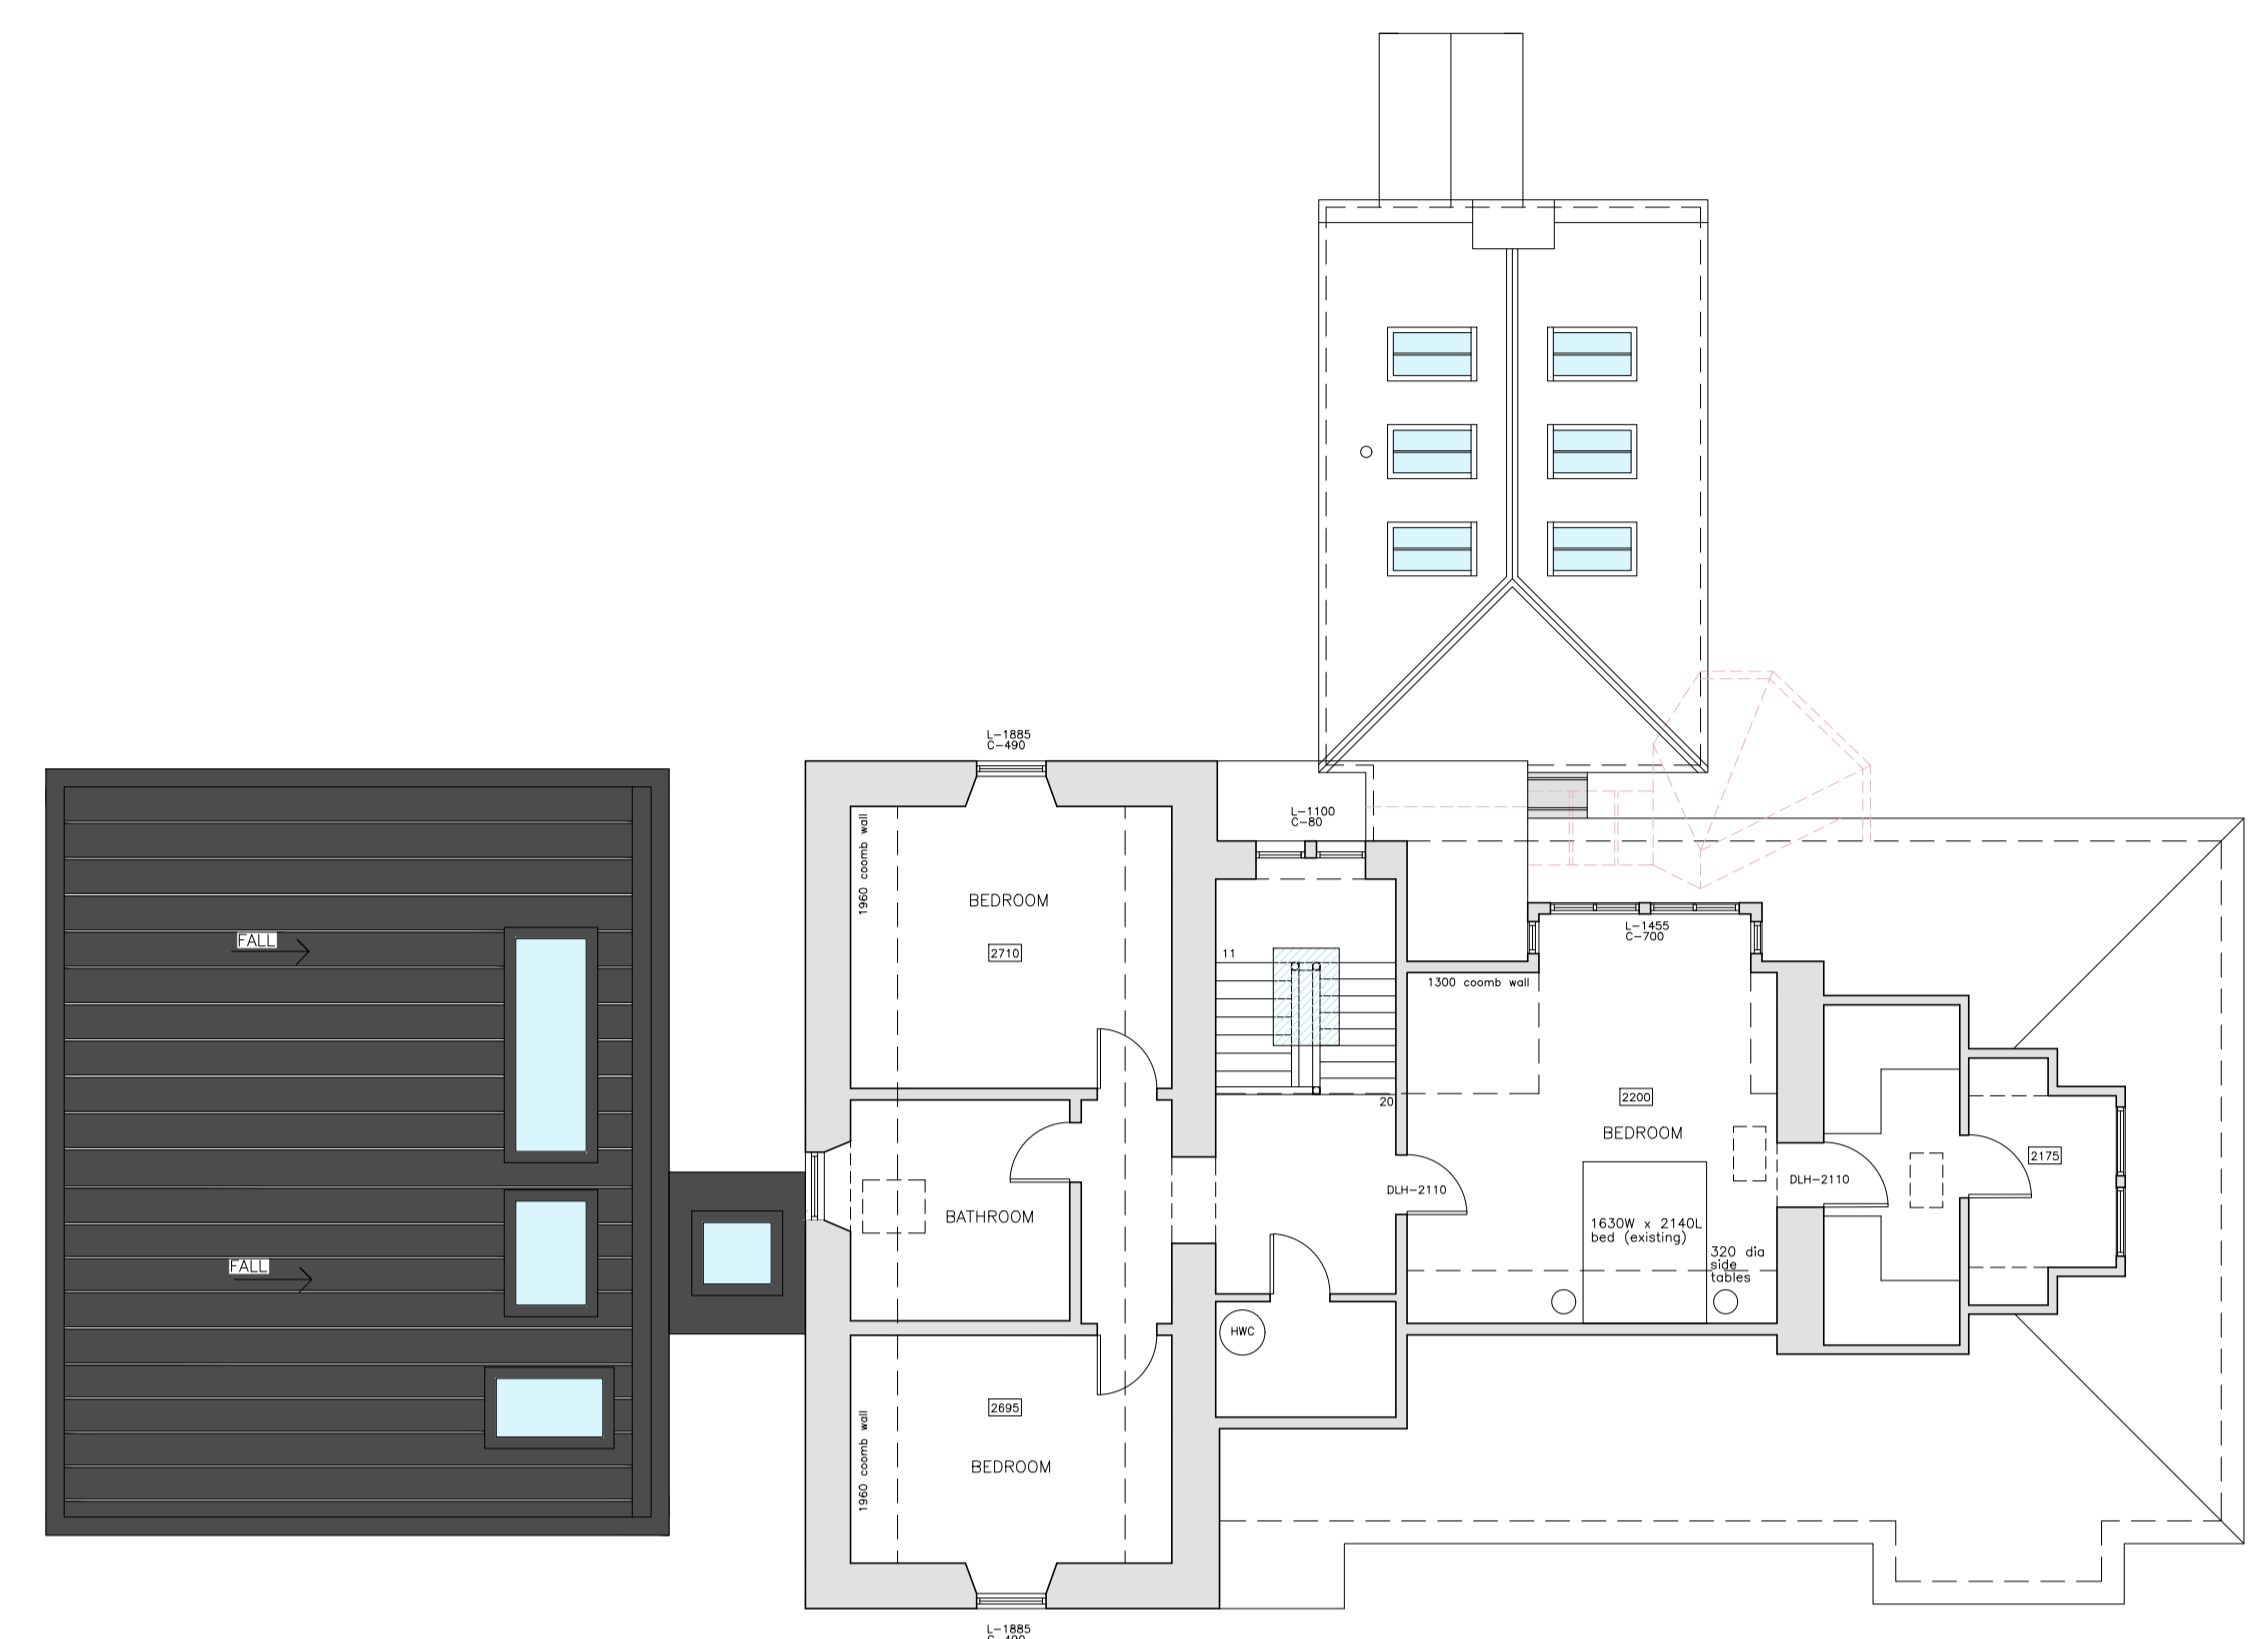 L-1885
C-490
1960 coomb wall
L-1100
C-80
BEDROOM
FALL
2710
11
L-1455
C-700
1300 coomb wall
20
2200
BEDROOM
2175
DLH-2110
DLH-2110
BATHROOM
1630W x 2140L
bed (existing)
320 dia
side
tables
FALL
HWC
2695
1960 coomb wall
BEDROOM
L-1885
C-490